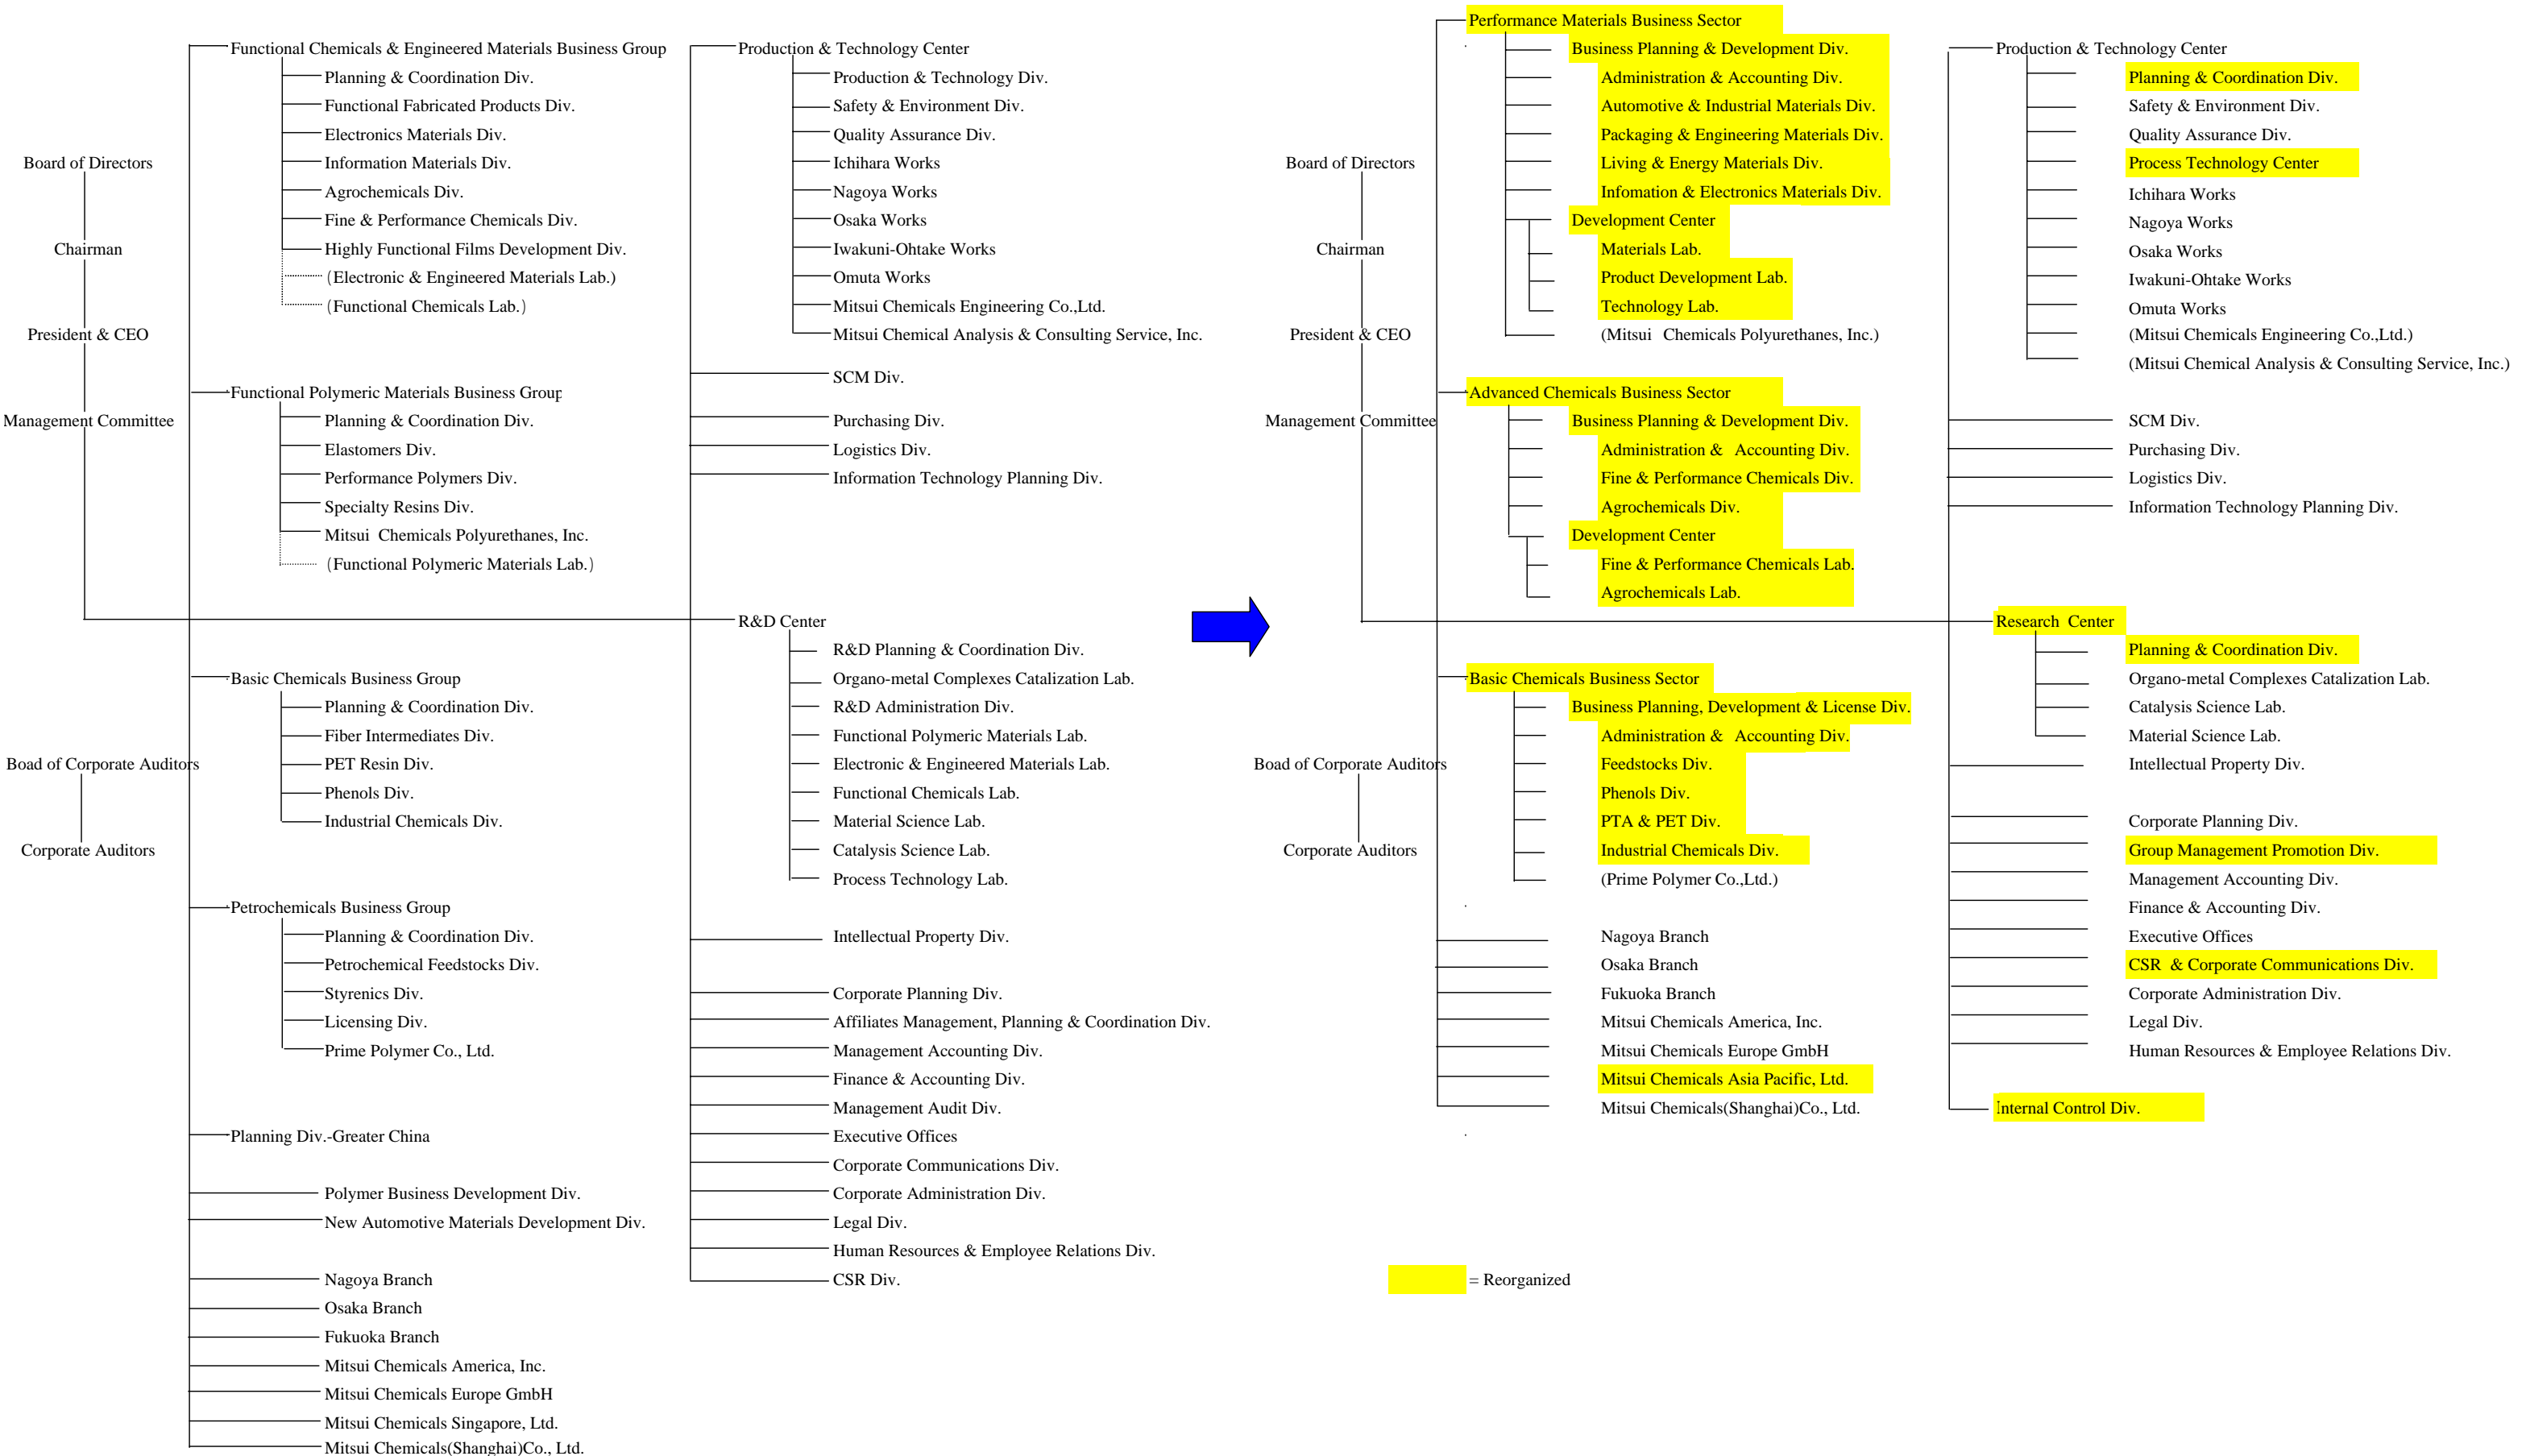 Board of Directors
Chairman
President & CEO
Management Committee
Boad of Corporate Auditors
Corporate Auditors
Functional Chemicals & Engineered Materials Business Group
Planning & Coordination Div.
Functional Fabricated Products Div.
Electronics Materials Div.
Information Materials Div.
Agrochemicals Div.
Fine & Performance Chemicals Div.
Highly Functional Films Development Div.
(Electronic & Engineered Materials Lab.)
(Functional Chemicals Lab.)
Functional Polymeric Materials Business Group
Planning & Coordination Div.
Elastomers Div.
Performance Polymers Div.
Specialty Resins Div.
Mitsui Chemicals Polyurethanes, Inc.
(Functional Polymeric Materials Lab.)
Basic Chemicals Business Group
Planning & Coordination Div.
Fiber Intermediates Div.
PET Resin Div.
Phenols Div.
Industrial Chemicals Div.
Petrochemicals Business Group
Planning & Coordination Div.
Petrochemical Feedstocks Div.
Styrenics Div.
Licensing Div.
Prime Polymer Co., Ltd.
Planning Div.-Greater China
Polymer Business Development Div.
New Automotive Materials Development Div.
Nagoya Branch
Osaka Branch
Fukuoka Branch
Mitsui Chemicals America, Inc.
Mitsui Chemicals Europe GmbH
Mitsui Chemicals Singapore, Ltd.
Mitsui Chemicals(Shanghai)Co., Ltd.
Production & Technology Center
Production & Technology Div.
Safety & Environment Div.
Quality Assurance Div.
Ichihara Works
Nagoya Works
Osaka Works
Iwakuni-Ohtake Works
Omuta Works
Mitsui Chemicals Engineering Co.,Ltd.
Mitsui Chemical Analysis & Consulting Service, Inc.
SCM Div.
Purchasing Div.
Logistics Div.
Information Technology Planning Div.
R&D Center
R&D Planning & Coordination Div.
Organo-metal Complexes Catalization Lab.
R&D Administration Div.
Functional Polymeric Materials Lab.
Electronic & Engineered Materials Lab.
Functional Chemicals Lab.
Material Science Lab.
Catalysis Science Lab.
Process Technology Lab.
Intellectual Property Div.
Corporate Planning Div.
Affiliates Management, Planning & Coordination Div.
Management Accounting Div.
Finance & Accounting Div.
Management Audit Div.
Executive Offices
Corporate Communications Div.
Corporate Administration Div.
Legal Div.
Human Resources & Employee Relations Div.
CSR Div.
Board of Directors
Chairman
President & CEO
Management Committee
Boad of Corporate Auditors
Corporate Auditors
Performance Materials Business Sector
Business Planning & Development Div.
Administration & Accounting Div.
Automotive & Industrial Materials Div.
Packaging & Engineering Materials Div.
Living & Energy Materials Div.
Infomation & Electronics Materials Div.
Development Center
Materials Lab.
Product Development Lab.
Technology Lab.
(Mitsui Chemicals Polyurethanes, Inc.)
Advanced Chemicals Business Sector
Business Planning & Development Div.
Administration & Accounting Div.
Fine & Performance Chemicals Div.
Agrochemicals Div.
Development Center
Fine & Performance Chemicals Lab.
Agrochemicals Lab.
Basic Chemicals Business Sector
Business Planning, Development & License Div.
Administration & Accounting Div.
Feedstocks Div.
Phenols Div.
PTA & PET Div.
Industrial Chemicals Div.
(Prime Polymer Co.,Ltd.)
Nagoya Branch
Osaka Branch
Fukuoka Branch
Mitsui Chemicals America, Inc.
Mitsui Chemicals Europe GmbH
Mitsui Chemicals Asia Pacific, Ltd.
Mitsui Chemicals(Shanghai)Co., Ltd.
= Reorganized
Production & Technology Center
Planning & Coordination Div.
Safety & Environment Div.
Quality Assurance Div.
Process Technology Center
Ichihara Works
Nagoya Works
Osaka Works
Iwakuni-Ohtake Works
Omuta Works
(Mitsui Chemicals Engineering Co.,Ltd.)
(Mitsui Chemical Analysis & Consulting Service, Inc.)
SCM Div.
Purchasing Div.
Logistics Div.
Information Technology Planning Div.
Research Center
Planning & Coordination Div.
Organo-metal Complexes Catalization Lab.
Catalysis Science Lab.
Material Science Lab.
Intellectual Property Div.
Corporate Planning Div.
Group Management Promotion Div.
Management Accounting Div.
Finance & Accounting Div.
Executive Offices
CSR & Corporate Communications Div.
Corporate Administration Div.
Legal Div.
Human Resources & Employee Relations Div.
Internal Control Div.